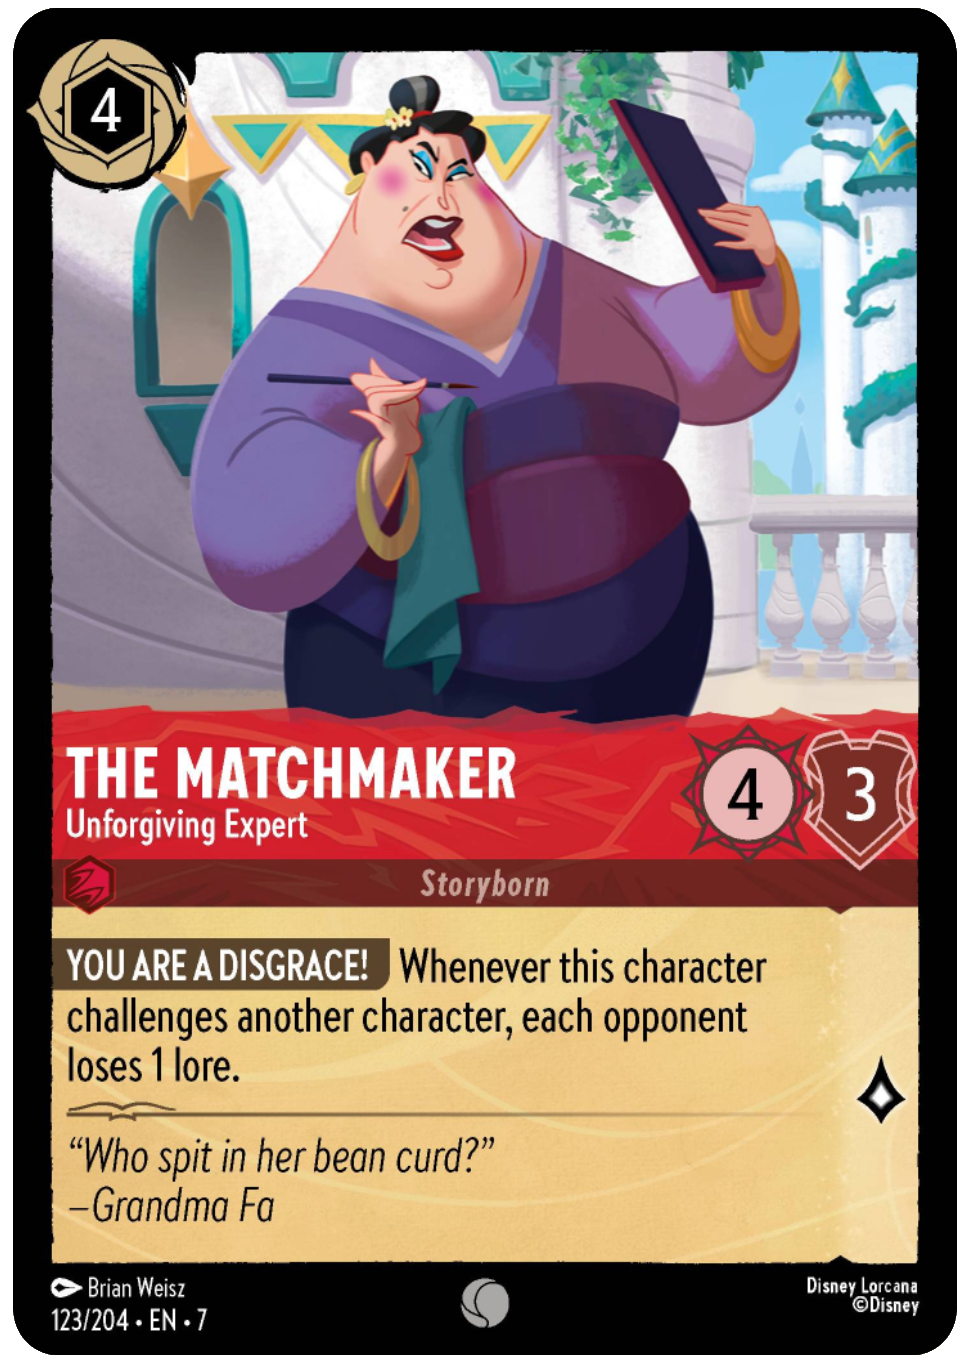 4
THE MATCHMAKER
Unforgiving Expert
4
3
Storyborn
YOU ARE A DISGRACE! Whenever this character
challenges another character, each opponent
loses 1 lore.
“Who spit in her bean curd?”
–Grandma Fa
Brian Weisz
123/204 • EN • 7
Disney Lorcana
©Disney